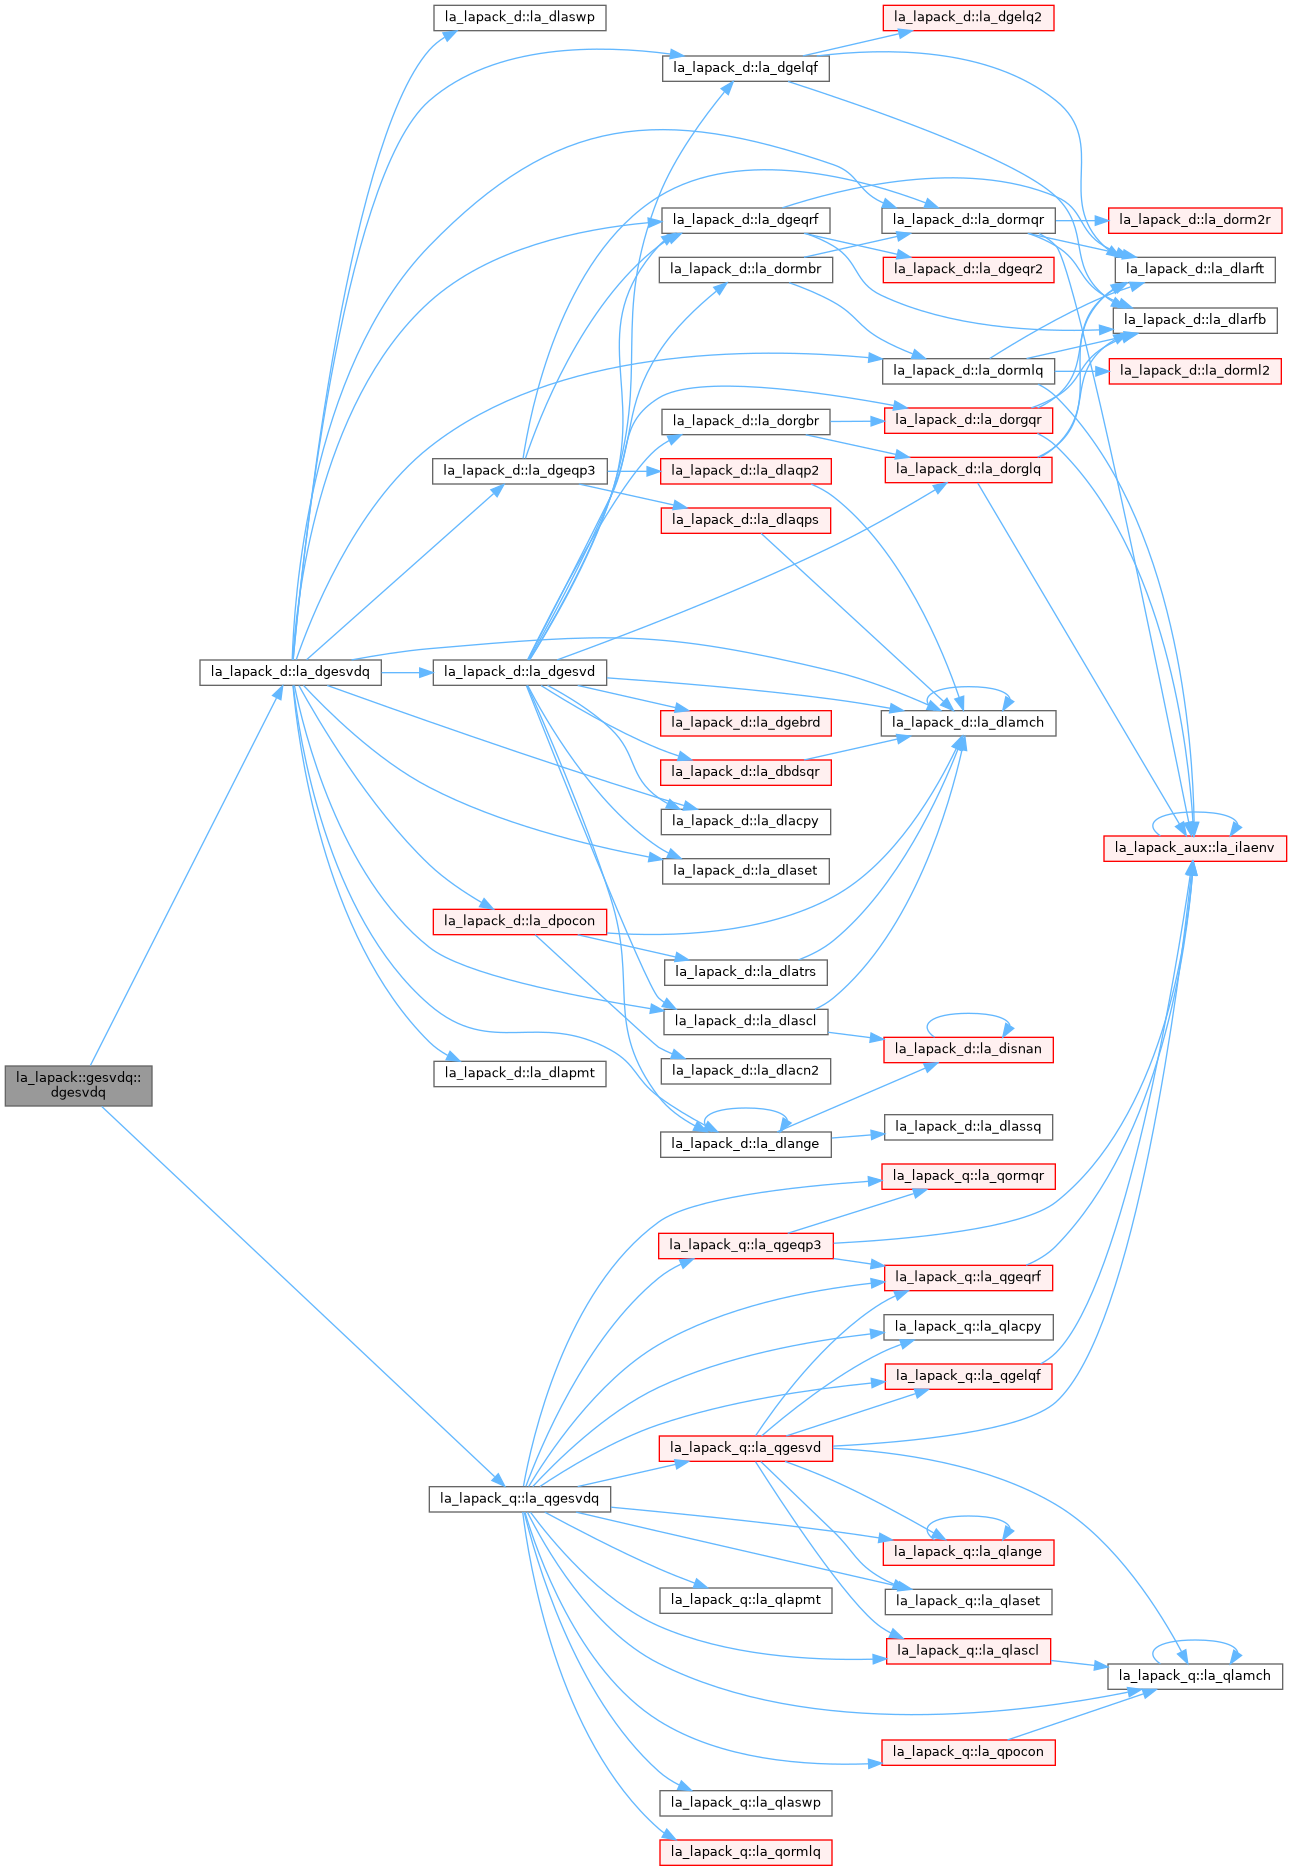 la_lapack_d::la_dlaswp
la_lapack_d::la_dgelq2
la_lapack_d::la_dgelqf
la_lapack_d::la_dgeqrf
la_lapack_d::la_dormqr
la_lapack_d::la_dorm2r
la_lapack_d::la_dormbr
la_lapack_d::la_dgeqr2
la_lapack_d::la_dlarft
la_lapack_d::la_dlarfb
la_lapack_d::la_dormlq
la_lapack_d::la_dorml2
la_lapack_d::la_dorgbr
la_lapack_d::la_dorgqr
la_lapack_d::la_dgeqp3
la_lapack_d::la_dlaqp2
la_lapack_d::la_dorglq
la_lapack_d::la_dlaqps
la_lapack_d::la_dgesvdq
la_lapack_d::la_dgesvd
la_lapack_d::la_dgebrd
la_lapack_d::la_dlamch
la_lapack_d::la_dbdsqr
la_lapack_d::la_dlacpy
la_lapack_aux::la_ilaenv
la_lapack_d::la_dlaset
la_lapack_d::la_dpocon
la_lapack_d::la_dlatrs
la_lapack_d::la_dlascl
la_lapack_d::la_disnan
la_lapack_d::la_dlapmt
la_lapack_d::la_dlacn2
la_lapack::gesvdq::
dgesvdq
la_lapack_d::la_dlassq
la_lapack_d::la_dlange
la_lapack_q::la_qormqr
la_lapack_q::la_qgeqp3
la_lapack_q::la_qgeqrf
la_lapack_q::la_qlacpy
la_lapack_q::la_qgelqf
la_lapack_q::la_qgesvd
la_lapack_q::la_qgesvdq
la_lapack_q::la_qlange
la_lapack_q::la_qlapmt
la_lapack_q::la_qlaset
la_lapack_q::la_qlascl
la_lapack_q::la_qlamch
la_lapack_q::la_qpocon
la_lapack_q::la_qlaswp
la_lapack_q::la_qormlq